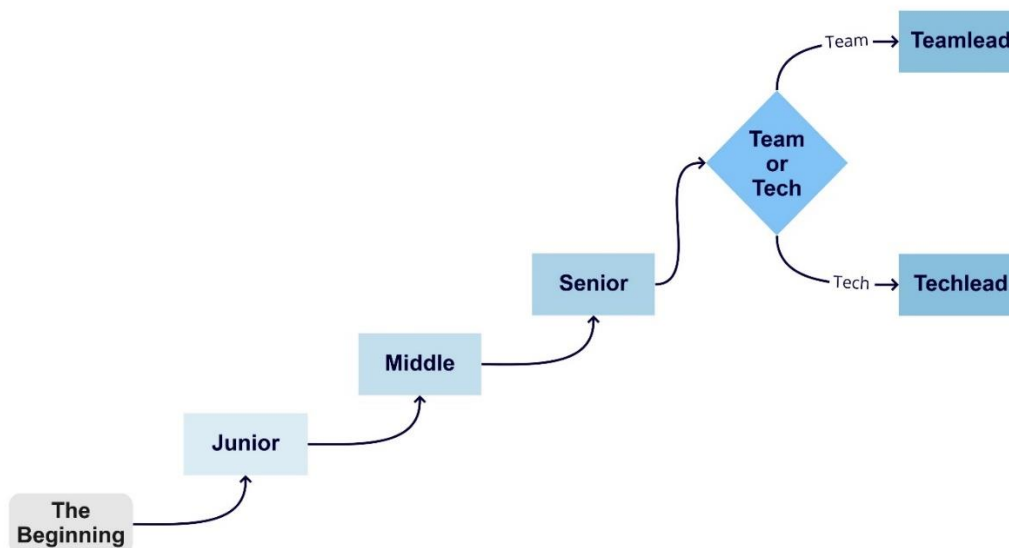 Team
Teamlead
Team
or
Tech
Tech
Techlead
Senior
Middle
Junior
The
Beginning